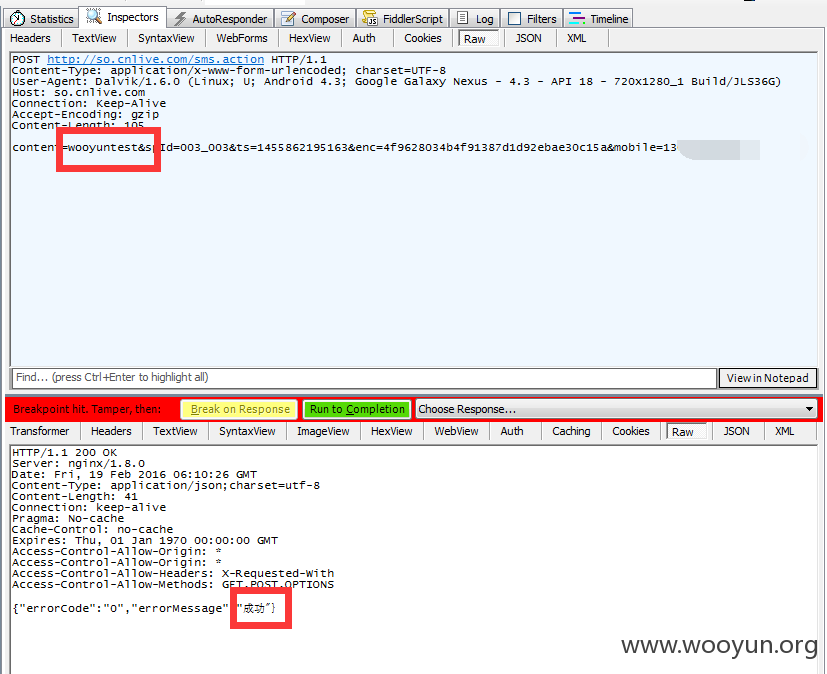 Statistics Inspectors AutoResponder Composer FiddlerScript Log Filters Timeline
Headers TextView SyntaxView WebForms HexView Auth Cookies Raw JSON XML
POST http://so.cnlive.com/sms.action HTTP/1.1
Content-Type: application/x-www-form-urlencoded; charset=UTF-8
User-Agent: Dalvik/1.6.0 (Linux; U; Android 4.3; Google Galaxy Nexus - 4.3 - API 18 - 720x1280_1 Build/JLS36G)
Host: so.cnlive.com
Connection: Keep-Alive
Accept-Encoding: gzip
Content-Length: 105
content=wooyuntest&spId=003_003&ts=1455862195163&enc=4f9628034b4f91387d1d92ebae30c15a&mobile=13
Find... (press Ctrl+Enter to highlight all) View in Notepad
Breakpoint hit. Tamper, then: Break on Response Run to Completion Choose Response...
Transformer Headers TextView SyntaxView ImageView HexView WebView Auth Caching Cookies Raw JSON XML
HTTP/1.1 200 OK
Server: nginx/1.8.0
Date: Fri, 19 Feb 2016 06:10:26 GMT
Content-Type: application/json;charset=utf-8
Content-Length: 41
Connection: keep-alive
Pragma: No-cache
Cache-Control: no-cache
Expires: Thu, 01 Jan 1970 00:00:00 GMT
Access-Control-Allow-Origin: *
Access-Control-Allow-Origin: *
Access-Control-Allow-Headers: X-Requested-With
Access-Control-Allow-Methods: GET,POST,OPTIONS
{"errorCode":"0","errorMessage":"成功"}
www.wooyun.org